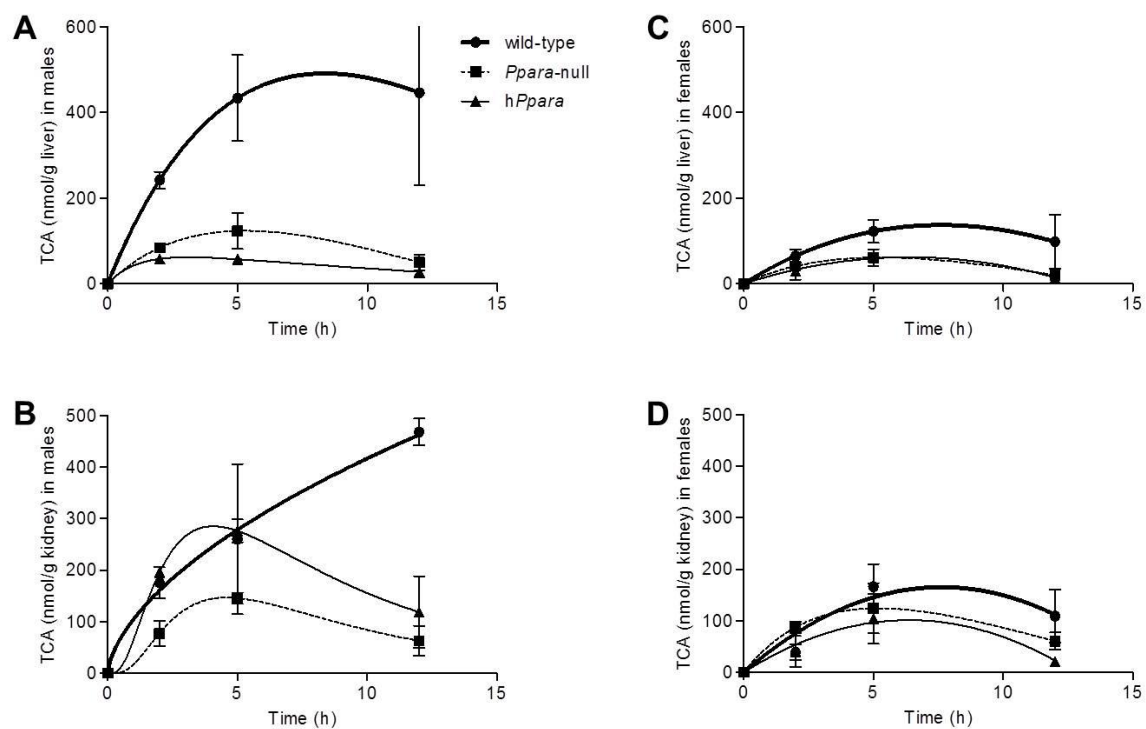 A
TCA (nmol/g liver) in males
600
400
200
0
0 5 10 15
Time (h)
wild-type
Ppara-null
hPpara
C
TCA (nmol/g liver) in females
600
400
200
0
0 5 10 15
Time (h)
B
TCA (nmol/g kidney) in males
500
400
300
200
100
0
0 5 10 15
Time (h)
D
TCA (nmol/g kidney) in females
500
400
300
200
100
0
0 5 10 15
Time (h)